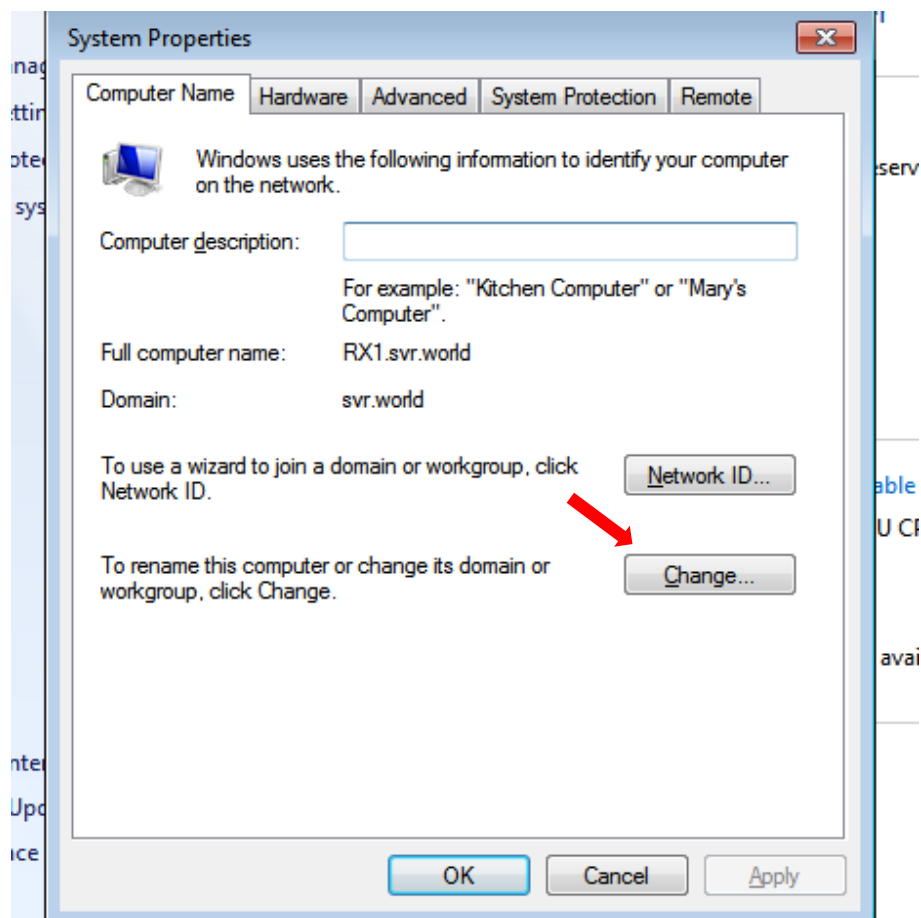 System Properties
Computer Name Hardware Advanced System Protection Remote
Windows uses the following information to identify your computer
on the network.
Computer description:
For example: "Kitchen Computer" or "Mary's
Computer".
Full computer name: RX1.svr.world
Domain: svr.world
To use a wizard to join a domain or workgroup, click
Network ID.
Network ID...
To rename this computer or change its domain or
workgroup, click Change.
Change...
OK Cancel Apply